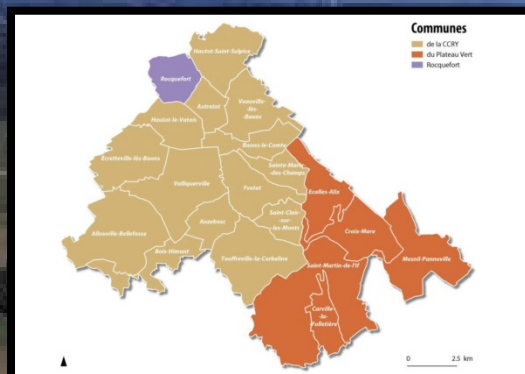 Communes
de la CCRY
du Plateau Vert
Rocquefort
Hautot Saint Sulpice
Rocquefort
Autretot
Veauville-
lès-
Baons
Hautot-le-Vatois
Baons-le-Comte
Écretteville-lès-Baons
Sainte-Marie
des Champs
Valliquerville
Yvetot
Ecalles-Alix
Saint-Clair
sur
les Monts
Auzebosc
Croix-Mare
Allouville-Bellefosse
Mesnil Panneville
Bois-Himont
Touffreville-la-Corbeline
Saint-Martin-de-l'If
Carville
la
Folletière
0 2.5 km